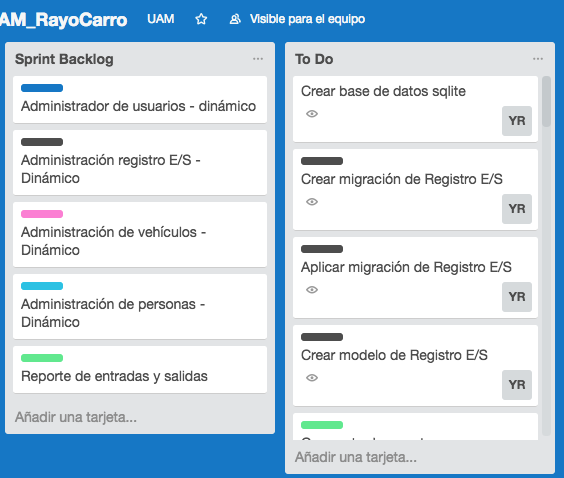 AM_RayoCarro UAM Visible para el equipo
Sprint Backlog ...
Administrador de usuarios - dinámico
Administración registro E/S -
Dinámico
Administración de vehículos -
Dinámico
Administración de personas -
Dinámico
Reporte de entradas y salidas
Añadir una tarjeta...
To Do ...
Crear base de datos sqlite
YR
Crear migración de Registro E/S
YR
Aplicar migración de Registro E/S
YR
Crear modelo de Registro E/S
YR
Añadir una tarjeta...